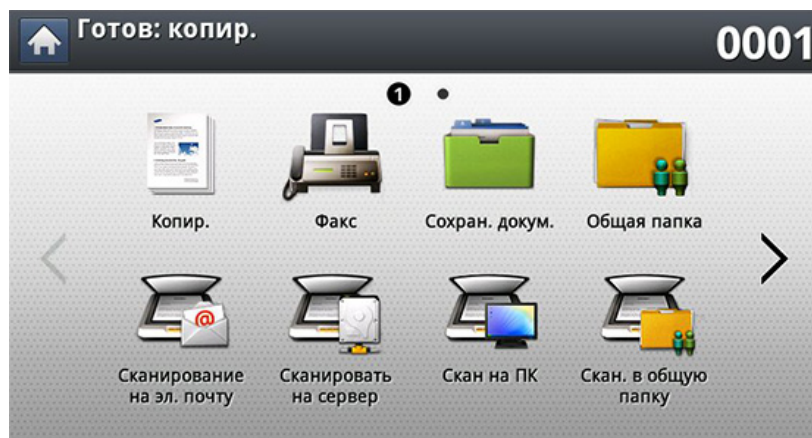 Готов: копир.
0001
1
Копир.
Факс
Сохран. докум.
Общая папка
@
Сканирование
на эл. почту
Сканировать
на сервер
Скан на ПК
Скан. в общую
папку